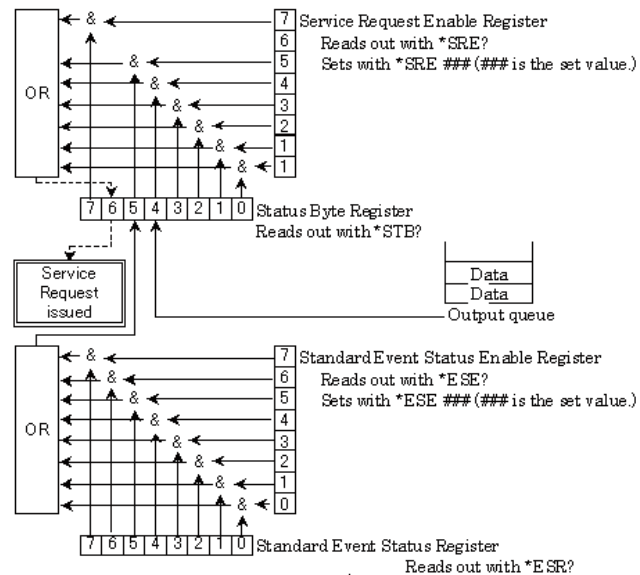 & 7 Service Request Enable Register
6 Reads out with *SRE?
& 5 Sets with *SRE ### (### is the set value.)
OR & 4
& 3
& 2
& 1
& 1
7 6 5 4 3 2 1 0 Status Byte Register
Reads out with *STB?
Service
Request
issued
Data
Data
Output queue
& 7 Standard Event Status Enable Register
& 6 Reads out with *ESE?
& 5 Sets with *ESE ### (### is the set value.)
& 4
OR & 3
& 2
& 1
& 0
7 6 5 4 3 2 1 0 Standard Event Status Register
Reads out with *ESR?